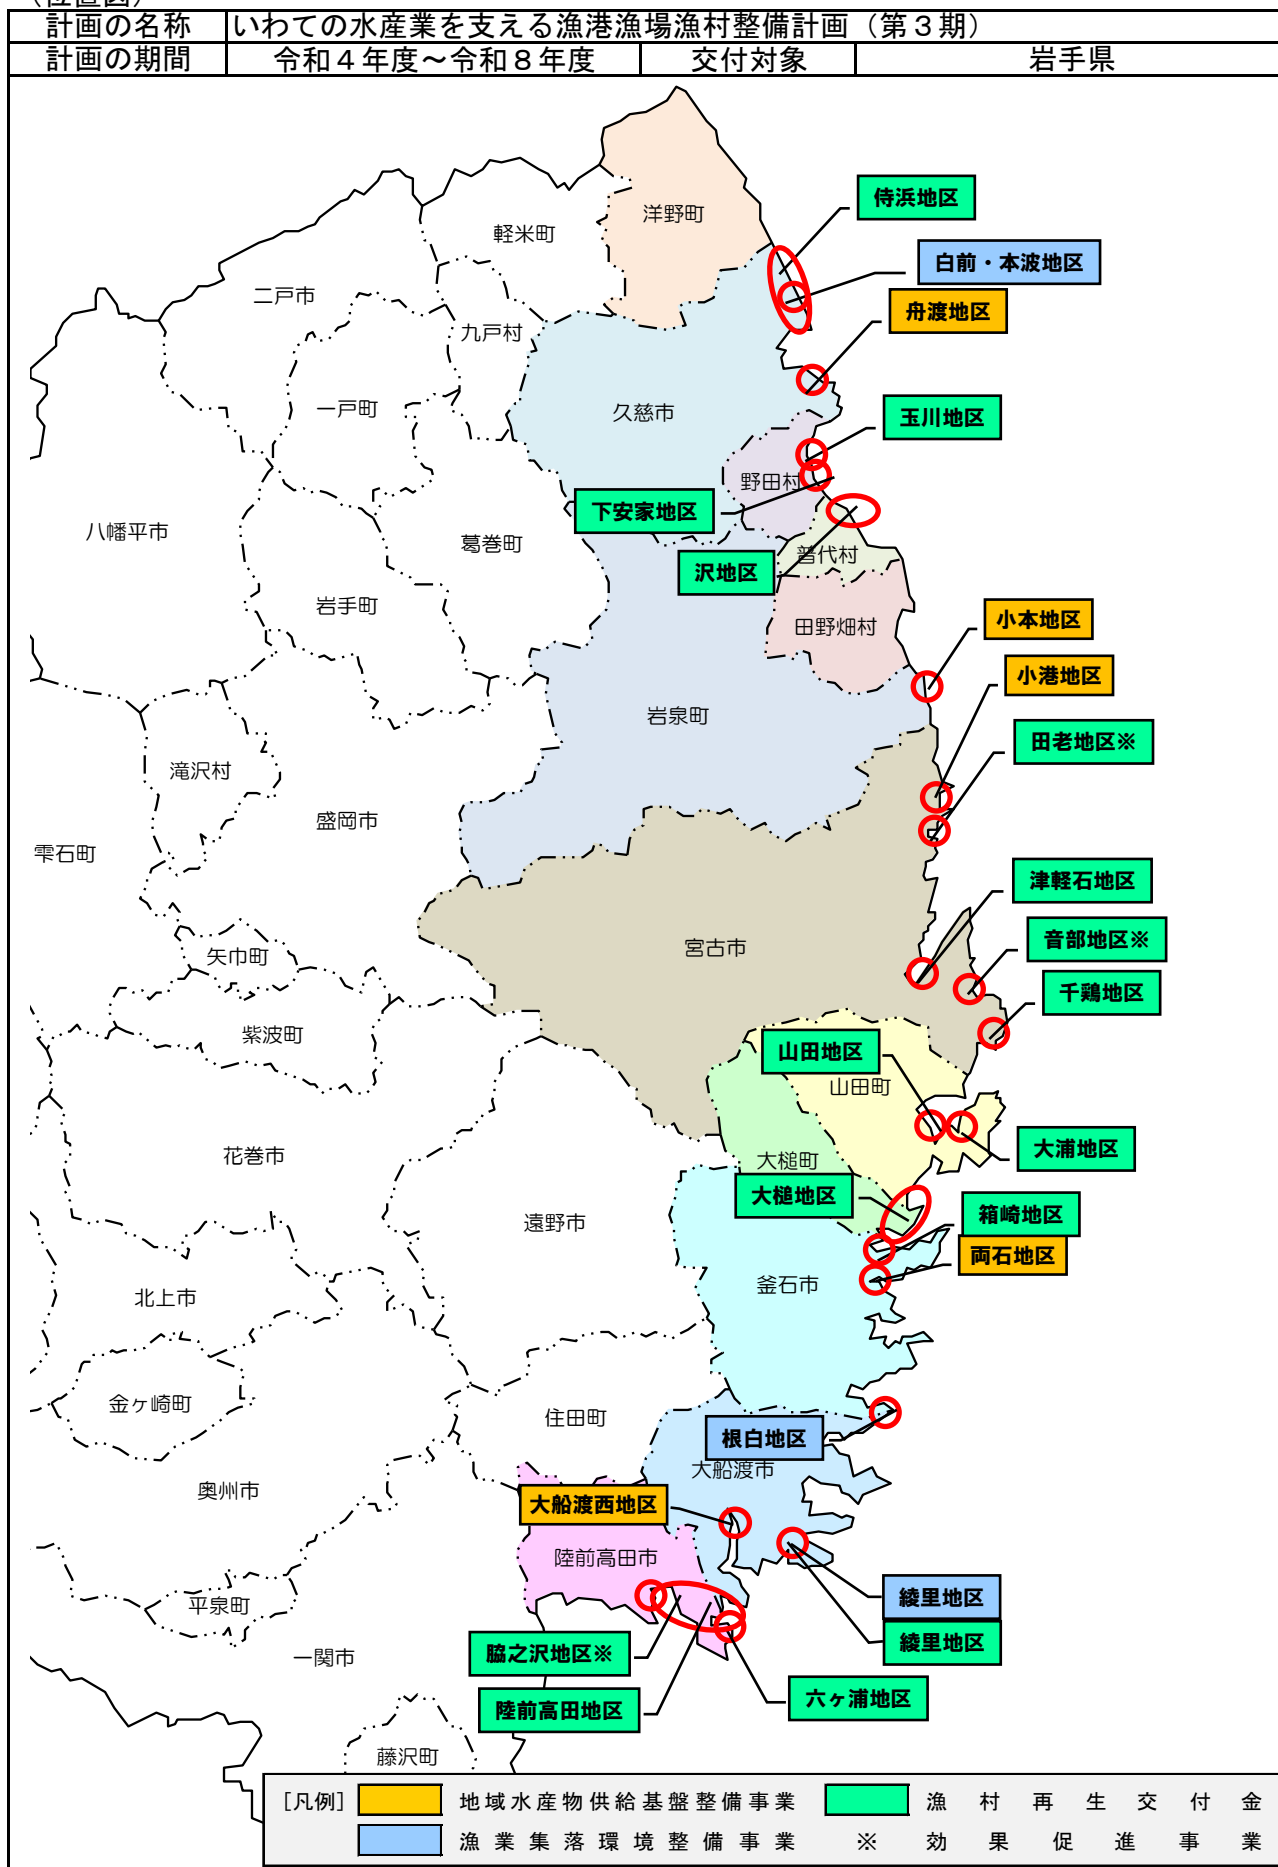 （位置図）
計画の名称 いわての水産業を支える漁港漁場漁村整備計画（第３期）
計画の期間 令和４年度～令和８年度 交付対象 岩手県
侍浜地区
洋野町
軽米町
白前・本波地区
二戸市
舟渡地区
九戸村
一戸町
久慈市
玉川地区
野田村
下安家地区
八幡平市
葛巻町
普代村
沢地区
岩手町
小本地区
田野畑村
小港地区
岩泉町
田老地区※
滝沢村
盛岡市
雫石町
津軽石地区
音部地区※
宮古市
矢巾町
千鶏地区
紫波町
山田地区
山田町
花巻市
大浦地区
大槌町
大槌地区
箱崎地区
遠野市
両石地区
釜石市
北上市
金ヶ崎町
住田町
根白地区
大船渡市
奥州市
大船渡西地区
陸前高田市
綾里地区
平泉町
綾里地区
脇之沢地区※
一関市
六ヶ浦地区
陸前高田地区
藤沢町
[凡例] 地域水産物供給基盤整備事業 漁村再生交付金
漁業集落環境整備事業 ※ 効果促進事業